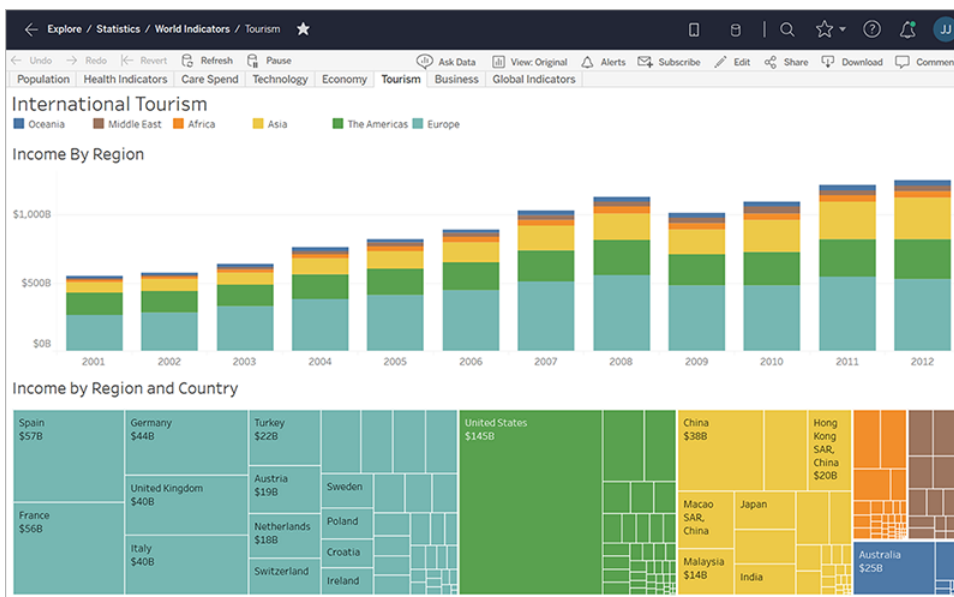 Explore / Statistics / World Indicators / Tourism
JJ
Undo Redo Revert Refresh Pause Ask Data View: Original Alerts Subscribe Edit Share Download Commen
Population Health Indicators Care Spend Technology Economy Tourism Business Global Indicators
International Tourism
Oceania Middle East Africa Asia The Americas Europe
Income By Region
$1,000B
$500B
$0B
2001 2002 2003 2004 2005 2006 2007 2008 2009 2010 2011 2012
Income by Region and Country
Spain
$57B
France
$56B
Germany
$44B
United Kingdom
$40B
Italy
$40B
Turkey
$22B
Austria
$19B
Netherlands
$18B
Switzerland
Sweden
Poland
Croatia
Ireland
United States
$145B
China
$38B
Macao
SAR,
China
Malaysia
$14B
Japan
India
Hong
Kong
SAR,
China
$20B
Australia
$25B